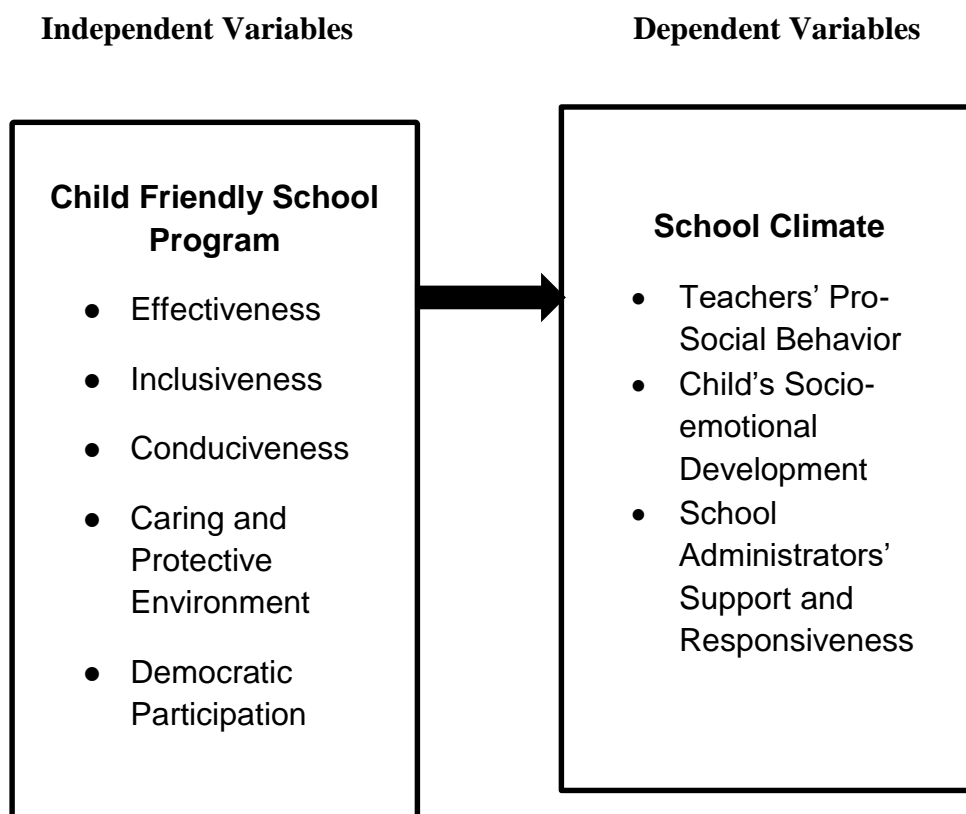 Independent Variables
Dependent Variables
Child Friendly School
Program
● Effectiveness
● Inclusiveness
● Conduciveness
● Caring and
Protective
Environment
● Democratic
Participation
School Climate
• Teachers’ Pro-
Social Behavior
• Child’s Socio-
emotional
Development
• School
Administrators’
Support and
Responsiveness